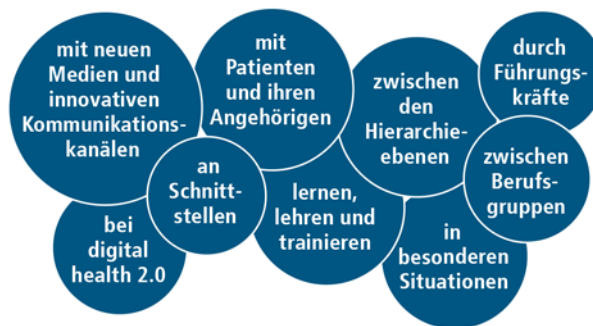 mit neuen
Medien und
innovativen
Kommunikations-
kanälen
mit
Patienten
und ihren
Angehörigen
zwischen
den
Hierarchie-
ebenen
durch
Führungs-
kräfte
an
Schnitt-
stellen
zwischen
Berufs-
gruppen
bei
digital
health 2.0
lernen,
lehren und
trainieren
in
besonderen
Situationen